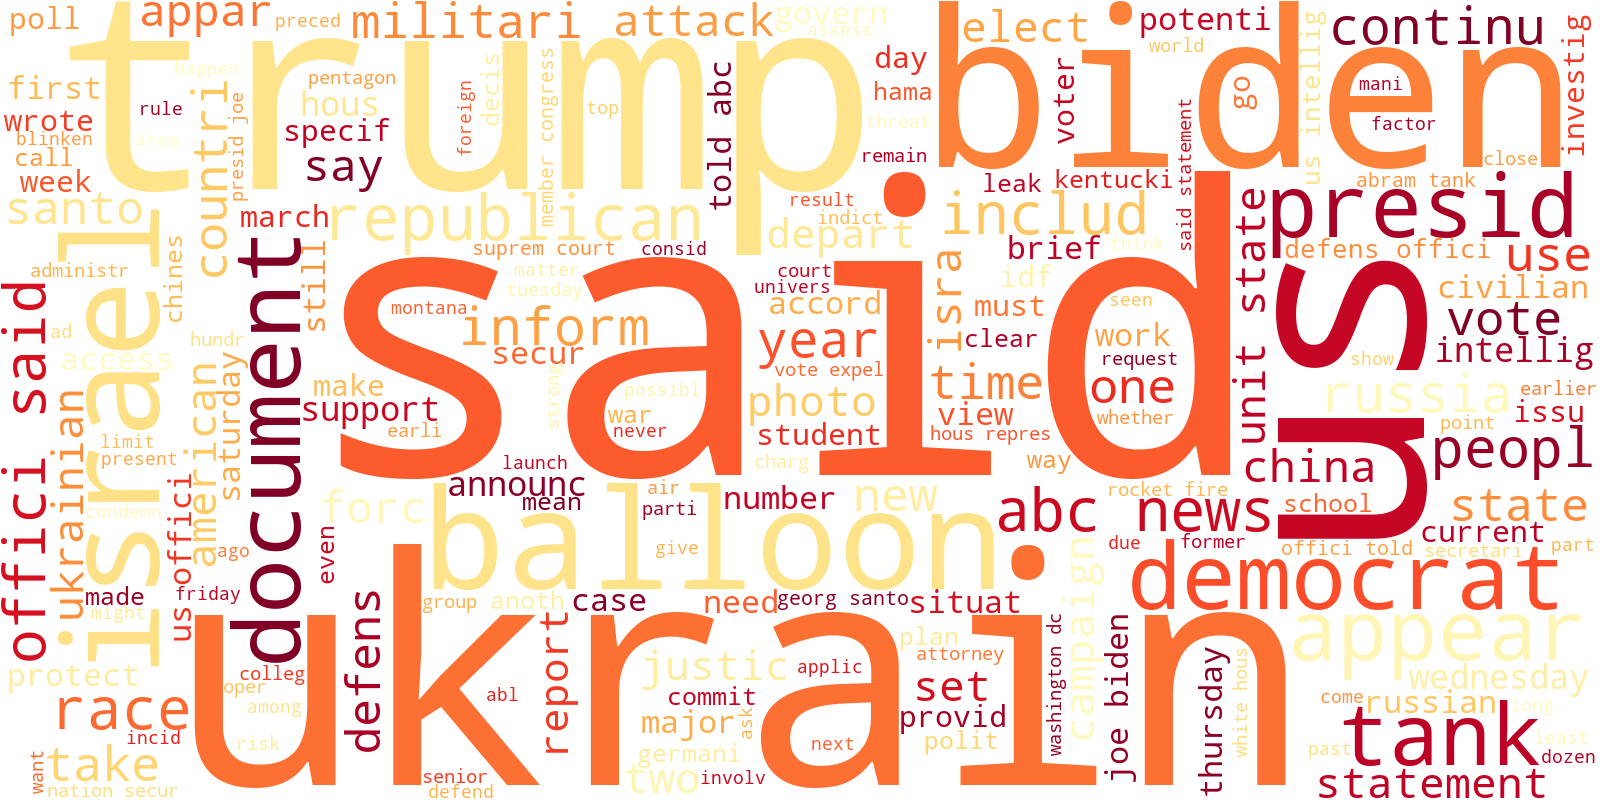 poll
appar
preced
militari
attack
govern
assess
elect
potenti
world
continu
trump
biden
happen
pentagon
hous
decis
foreign
member congress
top
told abc
day
hama
threat
voter
go
us intellig
mani
factor
investig
first
wrote
blinken
call
week
santo
rule
area
presid joe
countri
specif
say
march
republican
remain
leak
kentucki
said statement
close
abram tank
presid
result
indict
depart
includ
brief
think
defens offici
use
israel
administr
chines
document
still
suprem court
matter
tuesday
consid
court
univers
accord
isra
idf
must
clear
seen
work
request
whether
unit state
us
civilian
vote
intellig
show
russia
earlier
issu
point
peopl
said
montana
inform
secur
make
support
earli
strong
war
never
possibl
year
vote expel
photo
student
charg
time
view
hous repres
one
way
offici said
ad
access
hundr
limit
present
ukrainian
american
saturday
condemn
us offici
ago
friday
made
might
launch
announc
mean
forc
even
air
parti
number
new
abc news
rocket fire
china
school
state
current
due
former
offici told
secretari
part
balloon
give
group
anoth
case
need
georg santo
situat
campaign
democrat
ukrain
defens
report
protect
race
colleg
oper
among
incid
risk
want
take
nation secur
senior
defend
abl
justic
commit
major
ask
germani
two
involv
applic
next
plan
attorney
set
provid
polit
washington dc
joe biden
thursday
white hous
appear
wednesday
come
russian
long
past
tank
least
dozen
statement